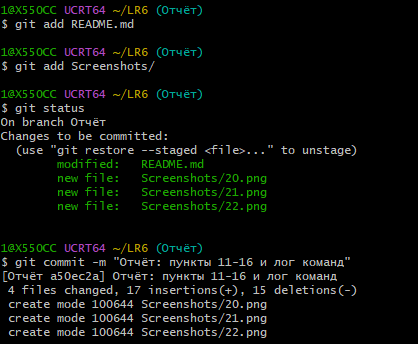 1@X550CC UCRT64 ~/LR6 (Отчёт)
$ git add README.md
1@X550CC UCRT64 ~/LR6 (Отчёт)
$ git add Screenshots/
1@X550CC UCRT64 ~/LR6 (Отчёт)
$ git status
On branch Отчёт
Changes to be committed:
  (use "git restore --staged <file>..." to unstage)
        modified:   README.md
        new file:   Screenshots/20.png
        new file:   Screenshots/21.png
        new file:   Screenshots/22.png
1@X550CC UCRT64 ~/LR6 (Отчёт)
$ git commit -m "Отчёт: пункты 11-16 и лог команд"
[Отчёт a50ec2a] Отчёт: пункты 11-16 и лог команд
 4 files changed, 17 insertions(+), 15 deletions(-)
 create mode 100644 Screenshots/20.png
 create mode 100644 Screenshots/21.png
 create mode 100644 Screenshots/22.png